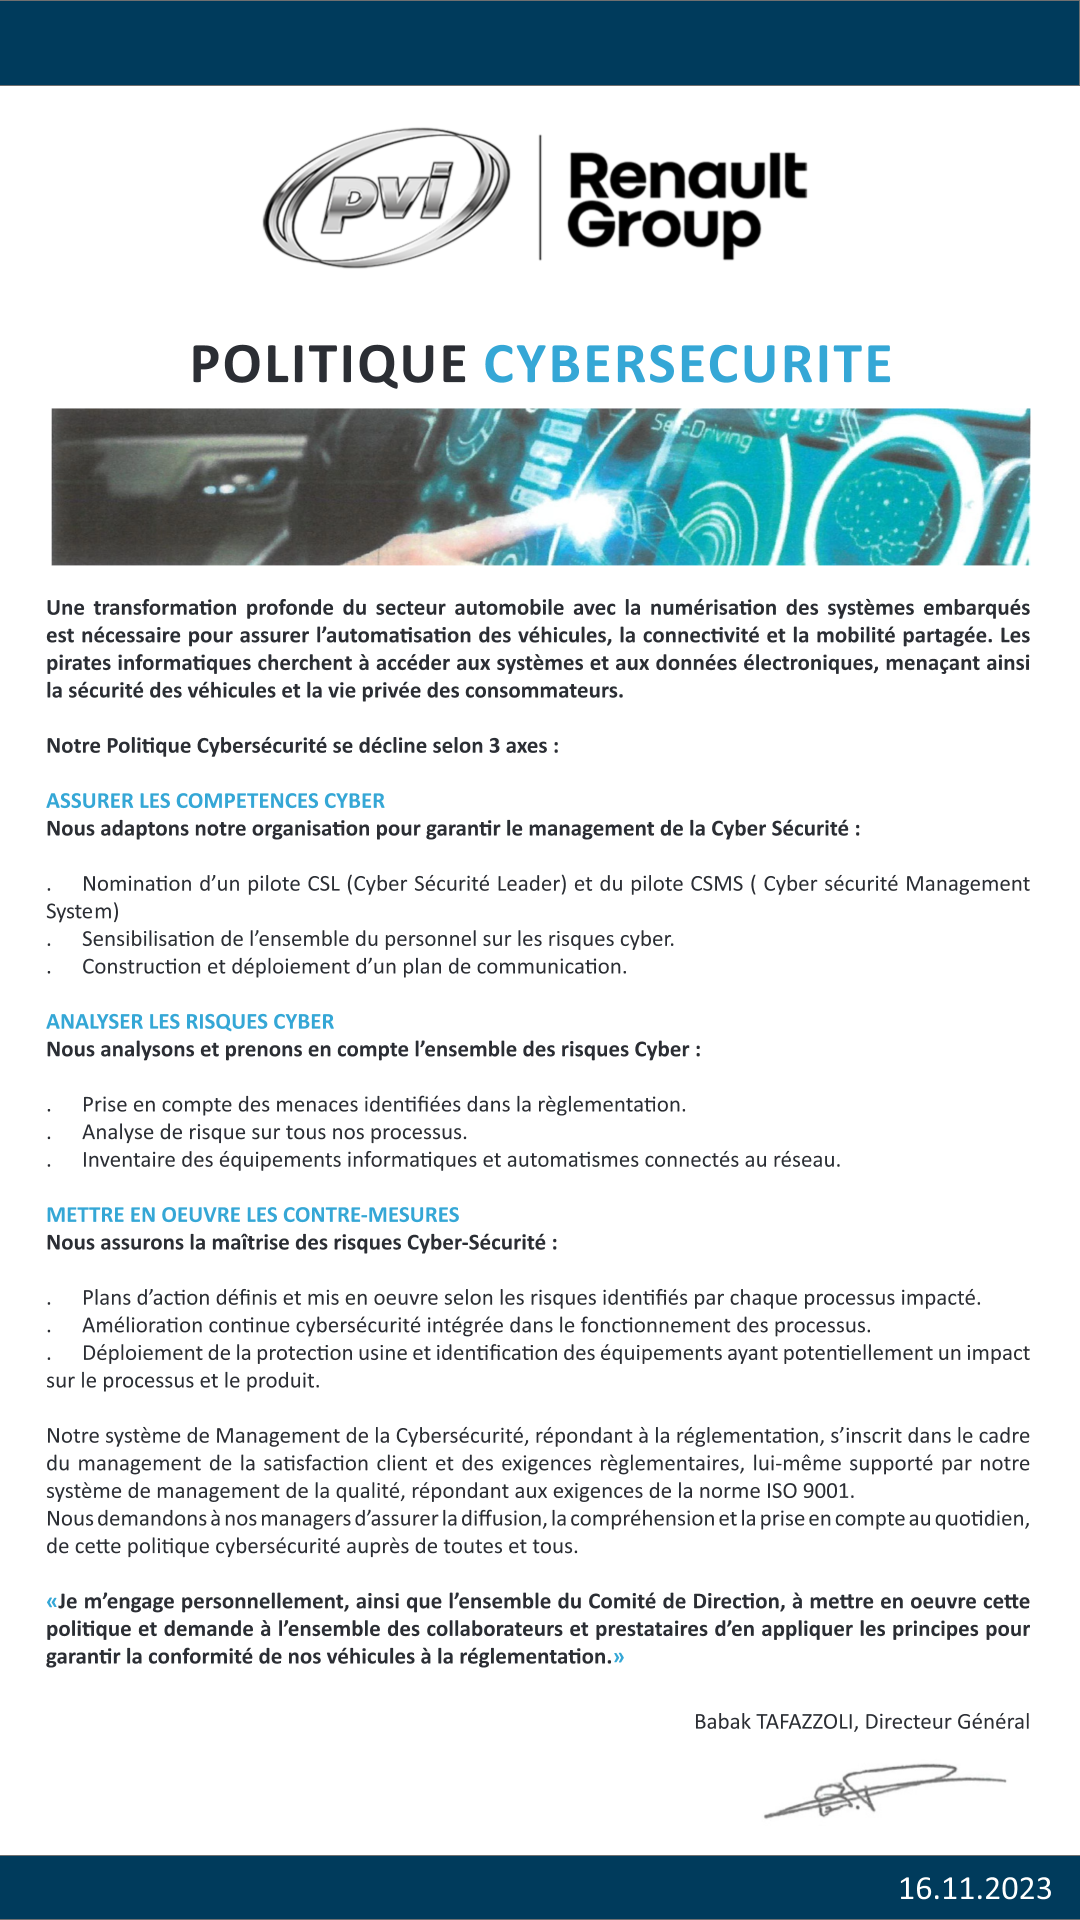 pvi
Renault
Group
POLITIQUE CYBERSECURITE
Self-Driving
Une transformation profonde du secteur automobile avec la numérisation des systèmes embarqués
est nécessaire pour assurer l’automatisation des véhicules, la connectivité et la mobilité partagée. Les
pirates informatiques cherchent à accéder aux systèmes et aux données électroniques, menaçant ainsi
la sécurité des véhicules et la vie privée des consommateurs.
Notre Politique Cybersécurité se décline selon 3 axes :
ASSURER LES COMPETENCES CYBER
Nous adaptons notre organisation pour garantir le management de la Cyber Sécurité :
. Nomination d’un pilote CSL (Cyber Sécurité Leader) et du pilote CSMS ( Cyber sécurité Management
System)
. Sensibilisation de l’ensemble du personnel sur les risques cyber.
. Construction et déploiement d’un plan de communication.
ANALYSER LES RISQUES CYBER
Nous analysons et prenons en compte l’ensemble des risques Cyber :
. Prise en compte des menaces identifiées dans la règlementation.
. Analyse de risque sur tous nos processus.
. Inventaire des équipements informatiques et automatismes connectés au réseau.
METTRE EN OEUVRE LES CONTRE-MESURES
Nous assurons la maîtrise des risques Cyber-Sécurité :
. Plans d’action définis et mis en oeuvre selon les risques identifiés par chaque processus impacté.
. Amélioration continue cybersécurité intégrée dans le fonctionnement des processus.
. Déploiement de la protection usine et identification des équipements ayant potentiellement un impact
sur le processus et le produit.
Notre système de Management de la Cybersécurité, répondant à la réglementation, s’inscrit dans le cadre
du management de la satisfaction client et des exigences règlementaires, lui-même supporté par notre
système de management de la qualité, répondant aux exigences de la norme ISO 9001.
Nous demandons à nos managers d’assurer la diffusion, la compréhension et la prise en compte au quotidien,
de cette politique cybersécurité auprès de toutes et tous.
«Je m’engage personnellement, ainsi que l’ensemble du Comité de Direction, à mettre en oeuvre cette
politique et demande à l’ensemble des collaborateurs et prestataires d’en appliquer les principes pour
garantir la conformité de nos véhicules à la réglementation.»
Babak TAFAZZOLI, Directeur Général
16.11.2023